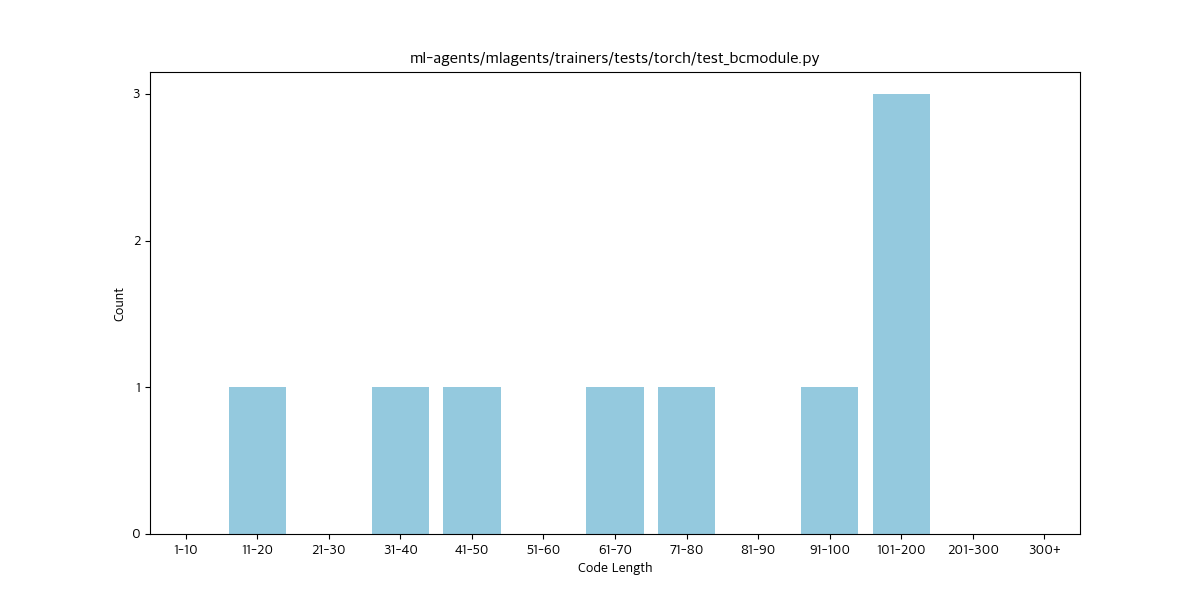 ml-agents/mlagents/trainers/tests/torch/test_bcmodule.py
3
2
1
0
Count
1-10 11-20 21-30 31-40 41-50 51-60 61-70 71-80 81-90 91-100 101-200 201-300 300+
Code Length